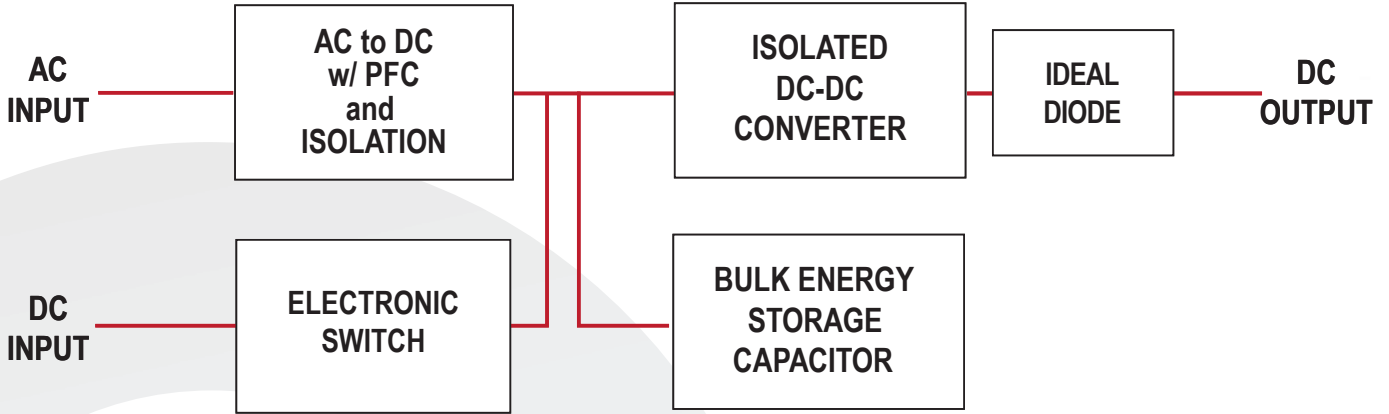 AC
INPUT
AC to DC
w/ PFC
and
ISOLATION
ISOLATED
DC-DC
CONVERTER
IDEAL
DIODE
DC
OUTPUT
DC
INPUT
ELECTRONIC
SWITCH
BULK ENERGY
STORAGE
CAPACITOR